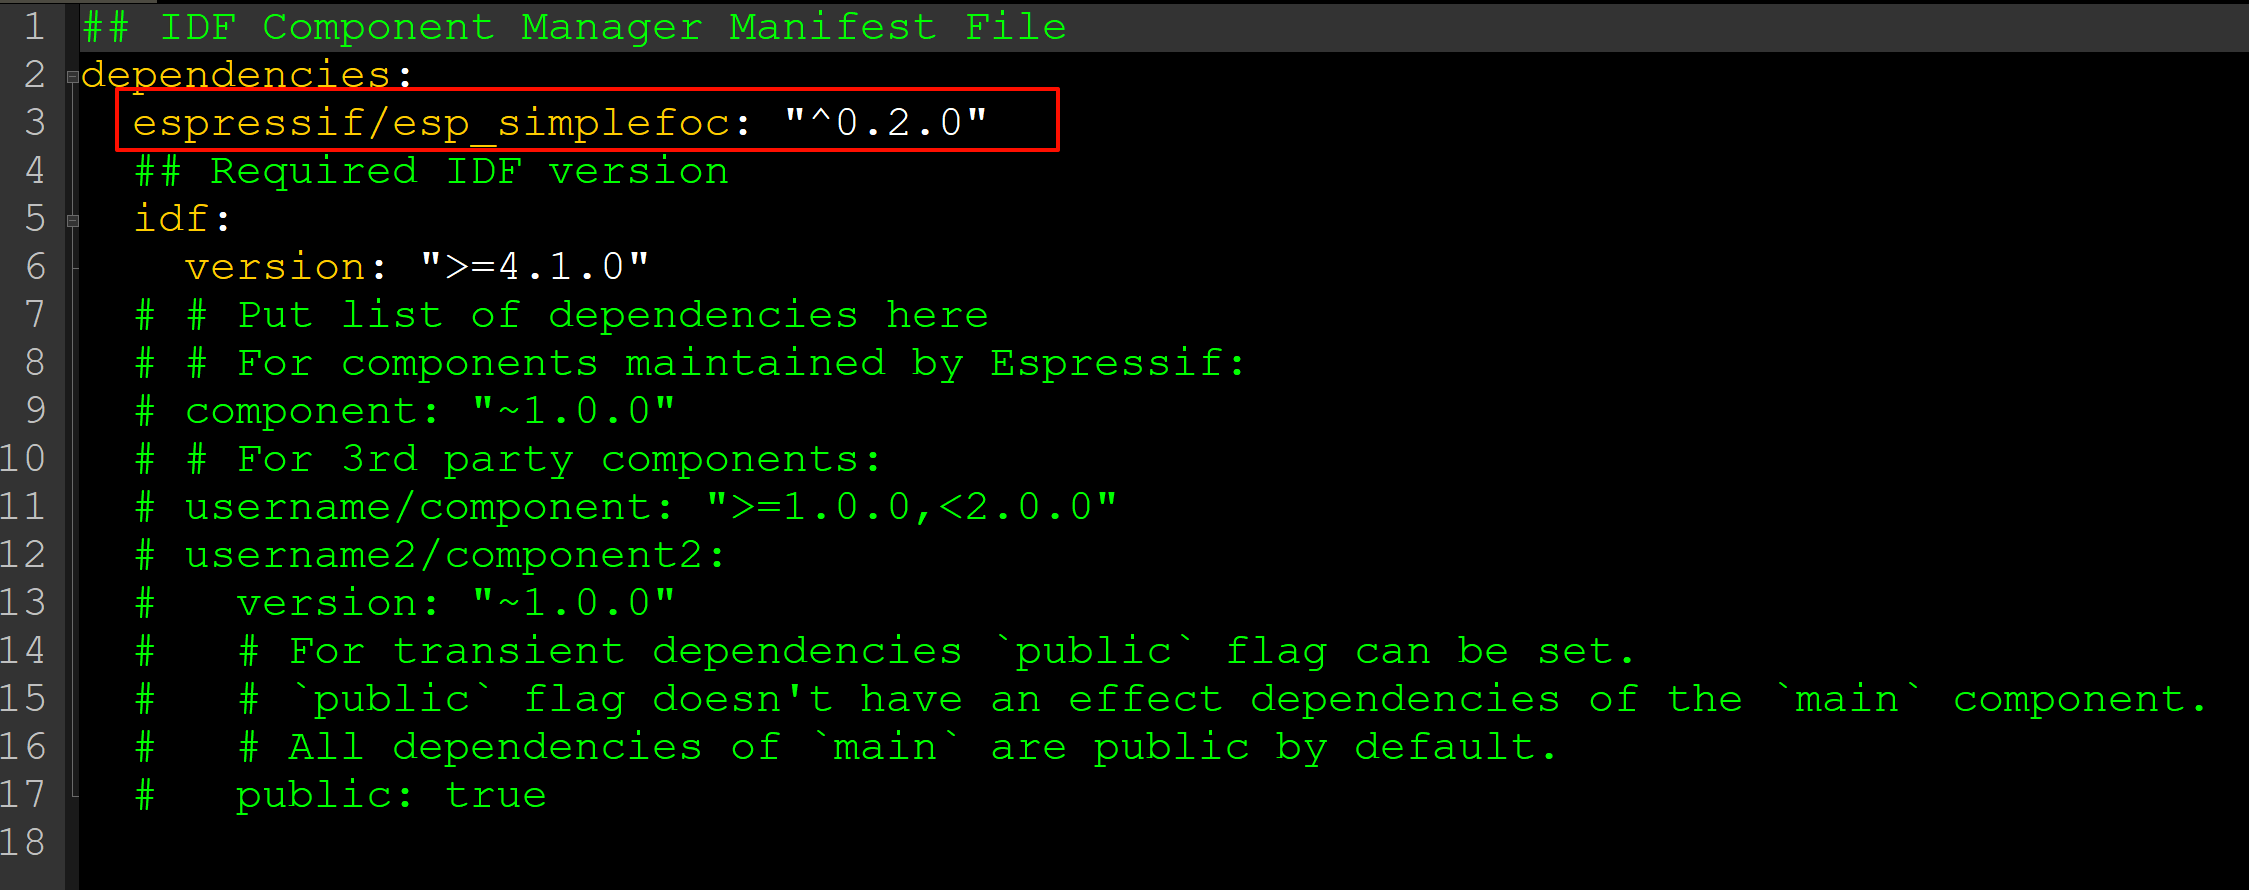 1 ## IDF Component Manager Manifest File
2 dependencies:
3   espressif/esp_simplefoc: "^0.2.0"
4   ## Required IDF version
5   idf:
6     version: ">=4.1.0"
7   # # Put list of dependencies here
8   # # For components maintained by Espressif:
9   # component: "~1.0.0"
10   # # For 3rd party components:
11   # username/component: ">=1.0.0,<2.0.0"
12   # username2/component2:
13   #   version: "~1.0.0"
14   #   # For transient dependencies `public` flag can be set.
15   #   # `public` flag doesn't have an effect dependencies of the `main` component.
16   #   # All dependencies of `main` are public by default.
17   #   public: true
18